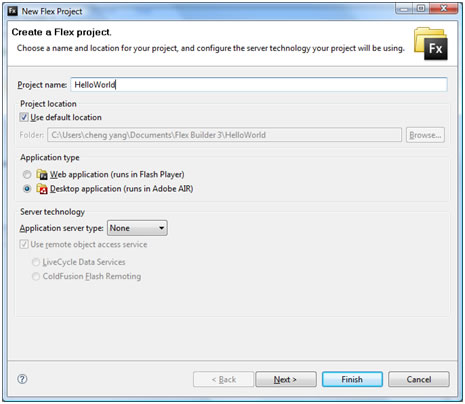 New Flex Project
Create a Flex project.
Choose a name and location for your project, and configure the server technology your project will be using.
Fx
Project name: HelloWorld
Project location
Use default location
Folder: C:\Users\cheng yang\Documents\Flex Builder 3\HelloWorld Browse...
Application type
Web application (runs in Flash Player)
Desktop application (runs in Adobe AIR)
Server technology
Application server type: None
Use remote object access service
LiveCycle Data Services
ColdFusion Flash Remoting
? < Back Next > Finish Cancel